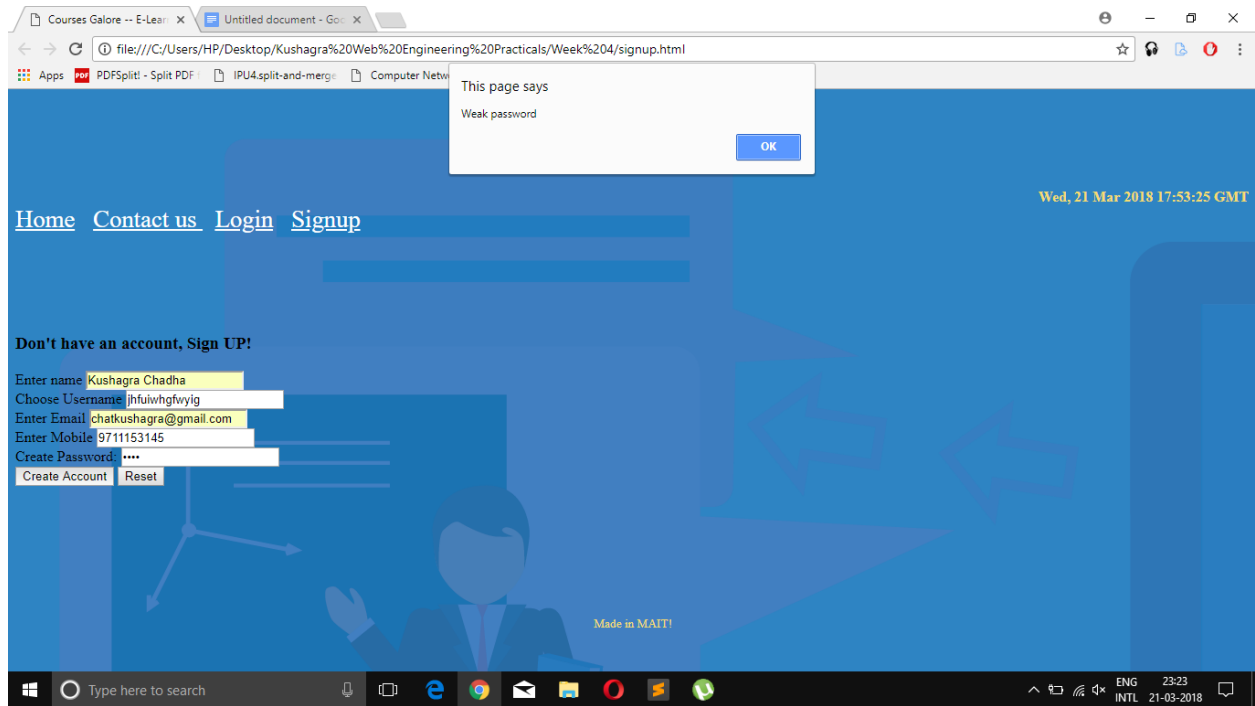 Courses Galore -- E-Lear
Untitled document - Goo
file:///C:/Users/HP/Desktop/Kushagra%20Web%20Engineering%20Practicals/Week%204/signup.html
Apps PDF PDFSplit! - Split PDF IPU4.split-and-merge Computer Netw
This page says
Weak password
OK
Wed, 21 Mar 2018 17:53:25 GMT
Home Contact us Login Signup
Don't have an account, Sign UP!
Enter name Kushagra Chadha
Choose Username jhfuiwhgfwyig
Enter Email chatkushagra@gmail.com
Enter Mobile 9711153145
Create Password: ••••
Create Account Reset
Made in MAIT!
Type here to search
ENG 23:23
INTL 21-03-2018